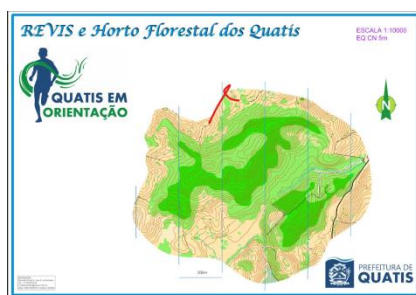 REVIS e Horto Florestal dos Quatis
ESCALA 1:10000
EQ CN 5m
QUATIS EM
ORIENTAÇÃO
N
PREFEITURA DE
QUATIS